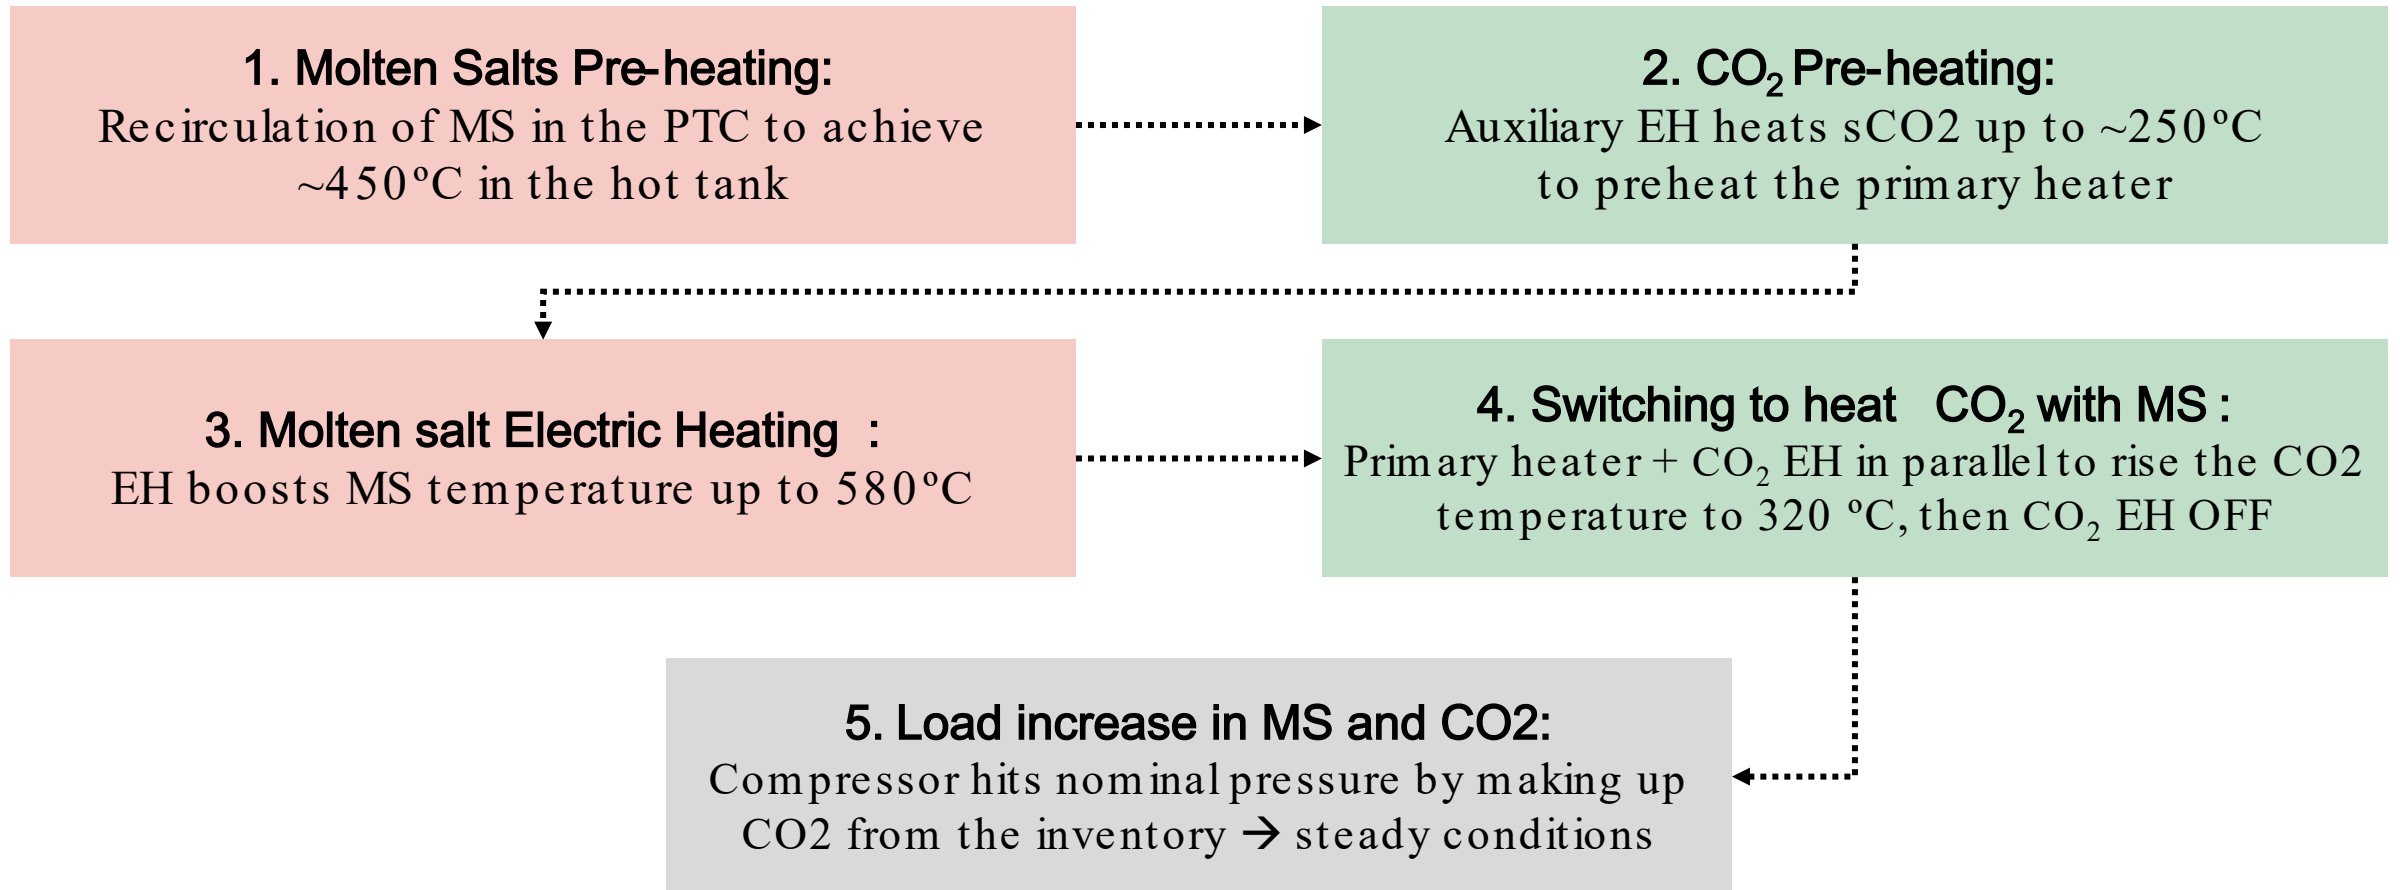 1. Molten Salts Pre-heating:
Recirculation of MS in the PTC to achieve
~450ºC in the hot tank
2. CO₂ Pre-heating:
Auxiliary EH heats sCO2 up to ~250ºC
to preheat the primary heater
3. Molten salt Electric Heating :
EH boosts MS temperature up to 580ºC
4. Switching to heat CO₂ with MS :
Primary heater + CO₂ EH in parallel to rise the CO2
temperature to 320 ºC, then CO₂ EH OFF
5. Load increase in MS and CO2:
Compressor hits nominal pressure by making up
CO2 from the inventory → steady conditions